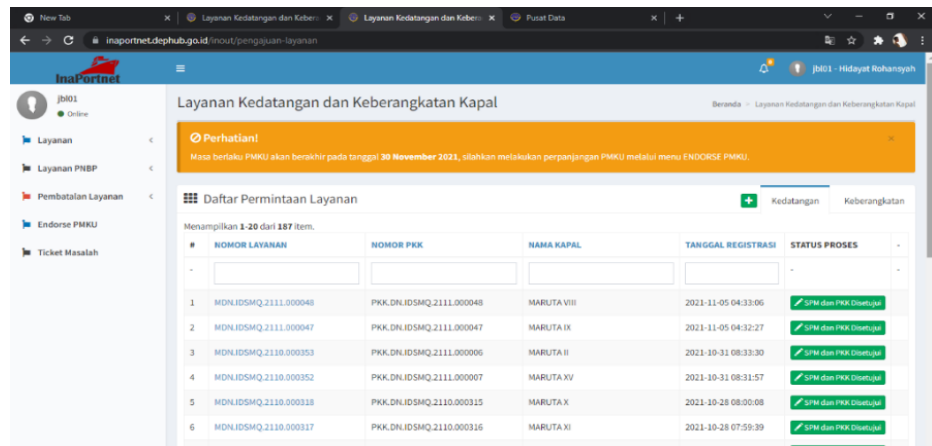 New Tab
Layanan Kedatangan dan Kebera
Layanan Kedatangan dan Kebera
Pusat Data
inaportnet.dephub.go.id/inout/pengajuan-layanan
InaPortnet
jbl01 - Hidayat Rohansyah
jbl01
Online
Layanan
Layanan PNBP
Pembatalan Layanan
Endorse PMKU
Ticket Masalah
Layanan Kedatangan dan Keberangkatan Kapal
Beranda > Layanan Kedatangan dan Keberangkatan Kapal
Perhatian!
Masa berlaku PMKU akan berakhir pada tanggal 30 November 2021, silahkan melakukan perpanjangan PMKU melalui menu ENDORSE PMKU.
Daftar Permintaan Layanan
Kedatangan Keberangkatan
Menampilkan 1-20 dari 187 item.
# NOMOR LAYANAN NOMOR PKK NAMA KAPAL TANGGAL REGISTRASI STATUS PROSES -
- - -
1 MDN.IDSMQ.2111.000048 PKK.DN.IDSMQ.2111.000048 MARUTA VIII 2021-11-05 04:33:06 SPM dan PKK Disetujui
2 MDN.IDSMQ.2111.000047 PKK.DN.IDSMQ.2111.000047 MARUTA IX 2021-11-05 04:32:27 SPM dan PKK Disetujui
3 MDN.IDSMQ.2110.000353 PKK.DN.IDSMQ.2111.000006 MARUTA II 2021-10-31 08:33:30 SPM dan PKK Disetujui
4 MDN.IDSMQ.2110.000352 PKK.DN.IDSMQ.2111.000007 MARUTA XV 2021-10-31 08:31:57 SPM dan PKK Disetujui
5 MDN.IDSMQ.2110.000318 PKK.DN.IDSMQ.2110.000315 MARUTA X 2021-10-28 08:00:08 SPM dan PKK Disetujui
6 MDN.IDSMQ.2110.000317 PKK.DN.IDSMQ.2110.000316 MARUTA XI 2021-10-28 07:59:39 SPM dan PKK Disetujui